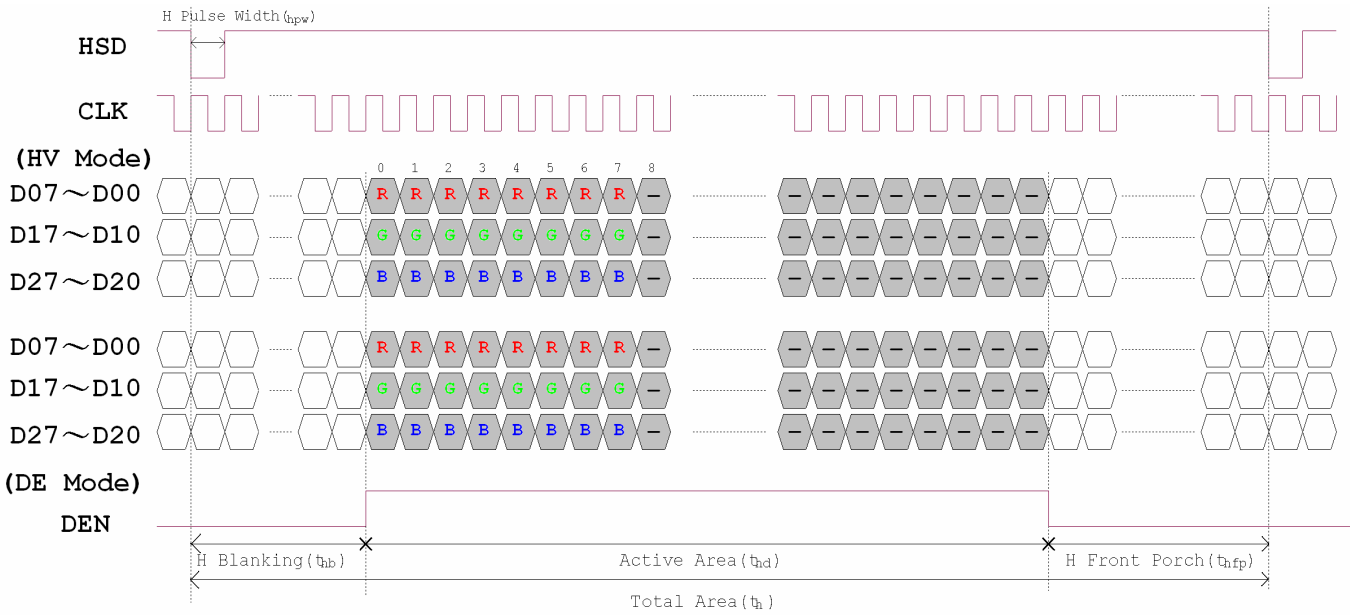 H Pulse Width(thpw)
HSD
CLK
(HV Mode)
0 1 2 3 4 5 6 7 8
D07～D00 R R R R R R R R — — — — — — — — —
D17～D10 G G G G G G G G — — — — — — — — —
D27～D20 B B B B B B B B — — — — — — — — —
D07～D00 R R R R R R R R — — — — — — — — —
D17～D10 G G G G G G G G — — — — — — — — —
D27～D20 B B B B B B B B — — — — — — — — —
(DE Mode)
DEN
H Blanking(thb) Active Area(thd) H Front Porch(thfp)
Total Area(th)